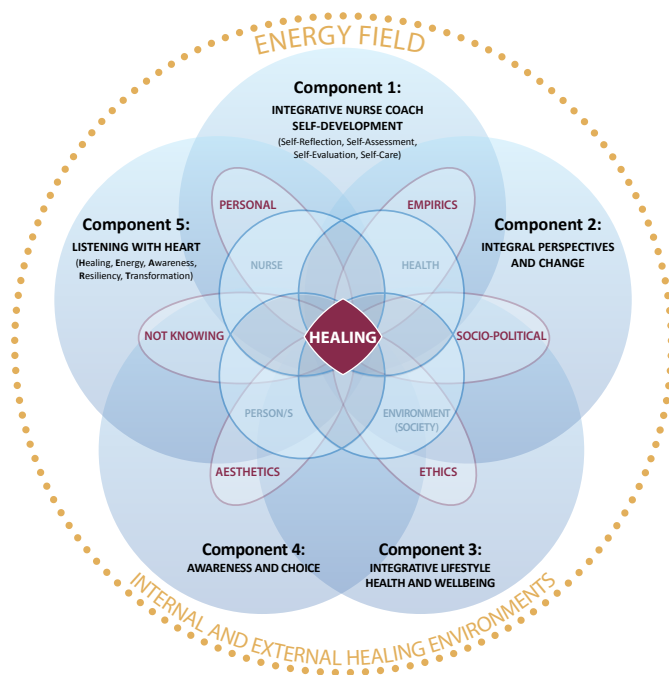 ENERGY FIELD
Component 1:
INTEGRATIVE NURSE COACH
SELF-DEVELOPMENT
(Self-Reflection, Self-Assessment,
Self-Evaluation, Self-Care)
PERSONAL
EMPIRICS
Component 5:
LISTENING WITH HEART
(Healing, Energy, Awareness,
Resiliency, Transformation)
Component 2:
INTEGRAL PERSPECTIVES
AND CHANGE
NURSE
HEALTH
NOT KNOWING
HEALING
SOCIO-POLITICAL
PERSON/S
ENVIRONMENT
(SOCIETY)
AESTHETICS
ETHICS
Component 4:
AWARENESS AND CHOICE
Component 3:
INTEGRATIVE LIFESTYLE
HEALTH AND WELLBEING
INTERNAL AND EXTERNAL HEALING ENVIRONMENTS